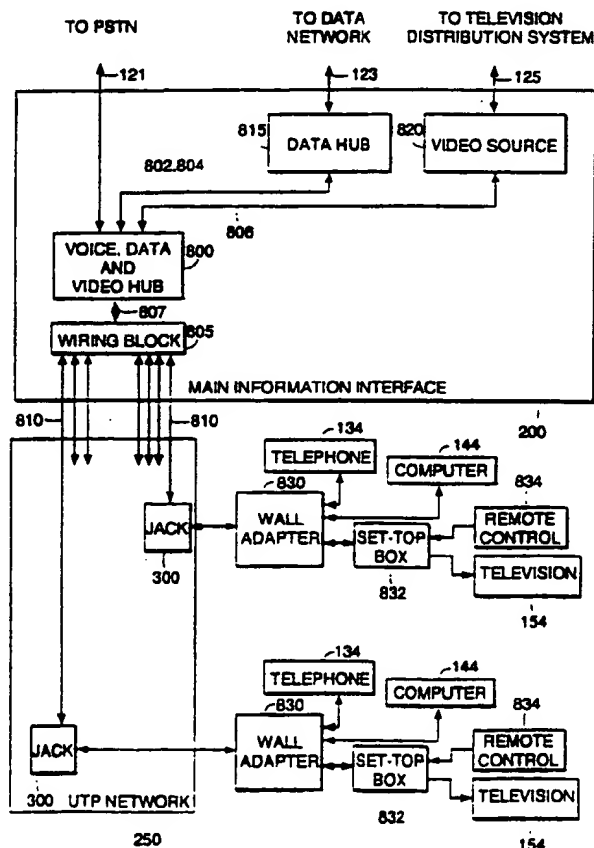 TO PSTN
TO DATA
NETWORK
TO TELEVISION
DISTRIBUTION SYSTEM
121
123
125
815
DATA HUB
820
VIDEO SOURCE
802,804
806
VOICE, DATA
AND
VIDEO HUB
800
807
WIRING BLOCK
805
MAIN INFORMATION INTERFACE
200
810
810
134
TELEPHONE
144
COMPUTER
830
WALL
ADAPTER
834
REMOTE
CONTROL
JACK
300
SET-TOP
BOX
832
TELEVISION
154
134
TELEPHONE
144
COMPUTER
830
WALL
ADAPTER
834
REMOTE
CONTROL
JACK
300
SET-TOP
BOX
832
TELEVISION
154
UTP NETWORK
250